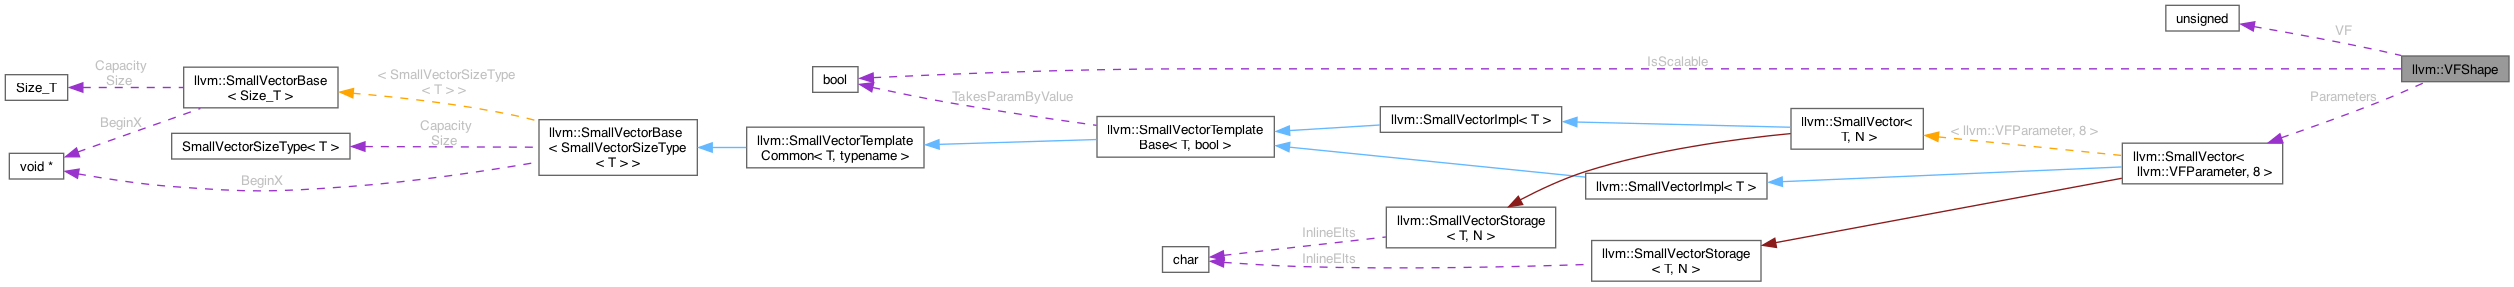 unsigned
VF
llvm::VFShape
IsScalable
bool
TakesParamByValue
Parameters
Capacity
Size
Size_T
llvm::SmallVectorBase
< Size_T >
< SmallVectorSizeType
< T > >
BeginX
void *
SmallVectorSizeType< T >
Capacity
Size
BeginX
llvm::SmallVectorBase
< SmallVectorSizeType
< T > >
llvm::SmallVectorTemplate
Common< T, typename >
llvm::SmallVectorTemplate
Base< T, bool >
llvm::SmallVectorImpl< T >
llvm::SmallVector<
T, N >
< llvm::VFParameter, 8 >
llvm::SmallVector<
llvm::VFParameter, 8 >
llvm::SmallVectorImpl< T >
llvm::SmallVectorStorage
< T, N >
InlineElts
char
InlineElts
llvm::SmallVectorStorage
< T, N >